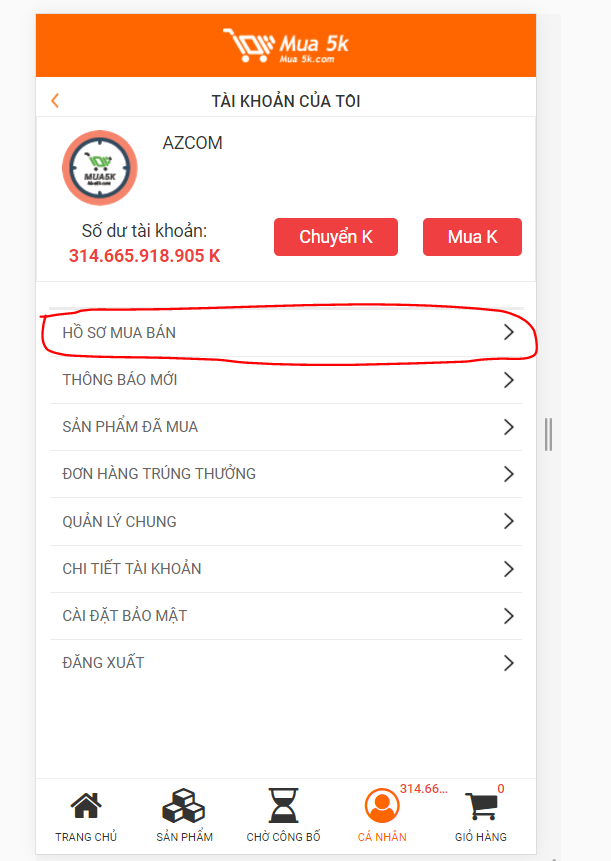 Mua 5k
Mua 5k.com
TÀI KHOẢN CỦA TÔI
AZCOM
MUA5K
Số dư tài khoản:
314.665.918.905 K
Chuyển K
Mua K
HỒ SƠ MUA BÁN
THÔNG BÁO MỚI
SẢN PHẨM ĐÃ MUA
ĐƠN HÀNG TRÚNG THƯỞNG
QUẢN LÝ CHUNG
CHI TIẾT TÀI KHOẢN
CÀI ĐẶT BẢO MẬT
ĐĂNG XUẤT
314.66...
0
TRANG CHỦ
SẢN PHẨM
CHỜ CÔNG BỐ
CÁ NHÂN
GIỎ HÀNG